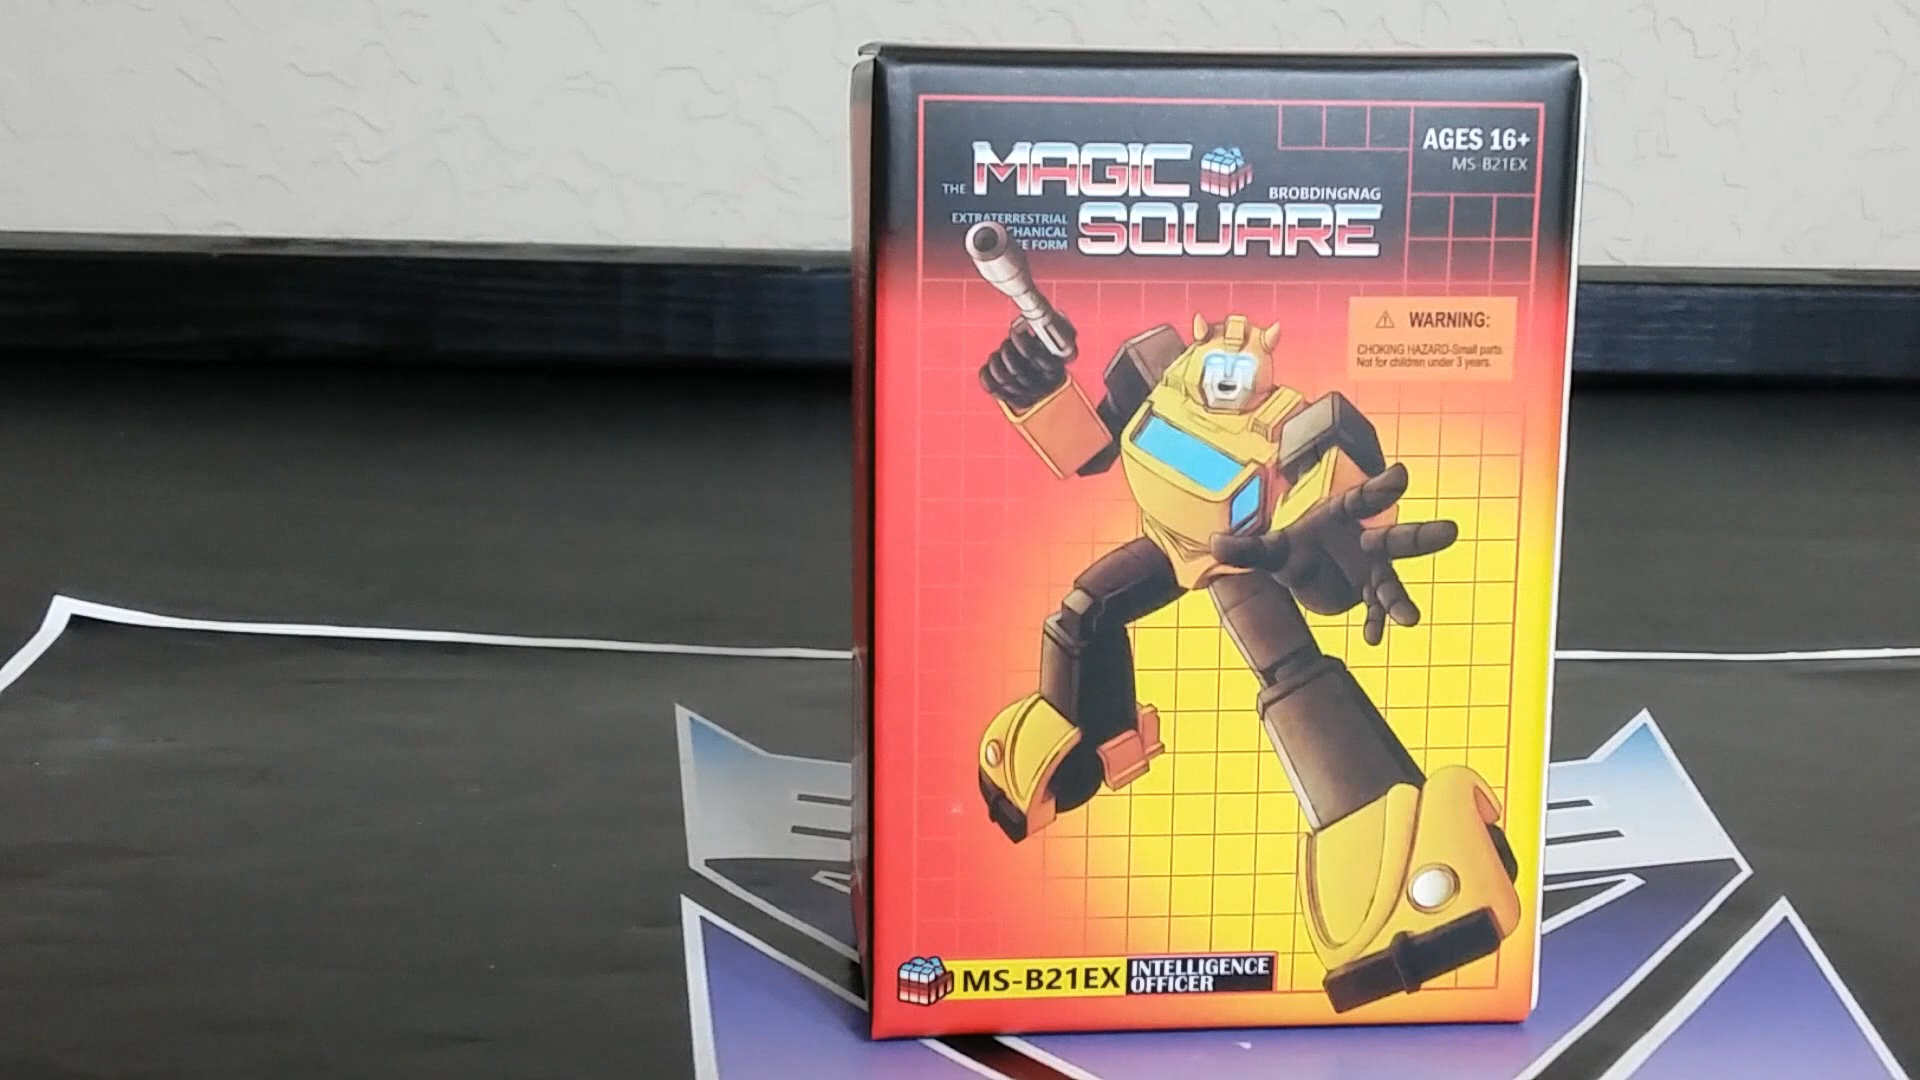 THE MAGIC
BROBDINGNAG
SQUARE
EXTRATERRESTRIAL
FORM
AGES 16+
MS-B21EX
WARNING:
CHOKING HAZARD-Small parts.
Not for children under 3 years.
MS-B21EX
INTELLIGENCE
OFFICER